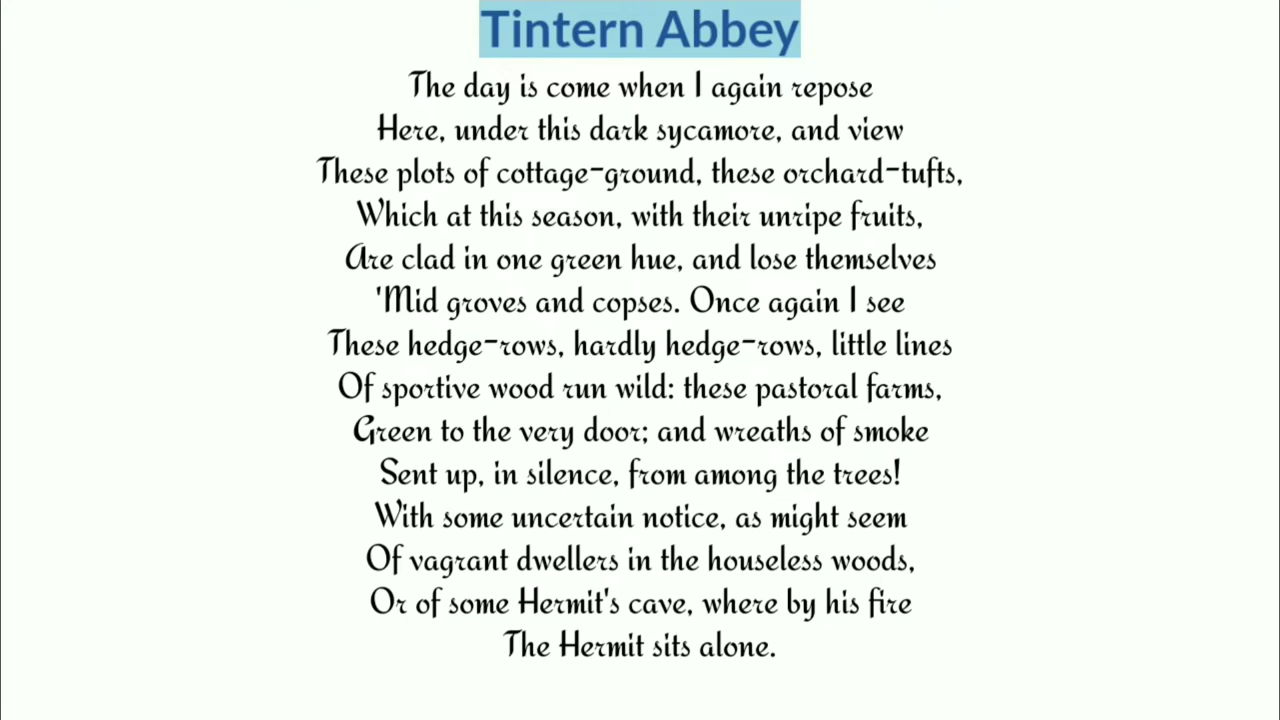 Tintern Abbey
The day is come when I again repose
Here, under this dark sycamore, and view
These plots of cottage-ground, these orchard-tufts,
Which at this season, with their unripe fruits,
Are clad in one green hue, and lose themselves
'Mid groves and copses. Once again I see
These hedge-rows, hardly hedge-rows, little lines
Of sportive wood run wild: these pastoral farms,
Green to the very door; and wreaths of smoke
Sent up, in silence, from among the trees!
With some uncertain notice, as might seem
Of vagrant dwellers in the houseless woods,
Or of some Hermit's cave, where by his fire
The Hermit sits alone.